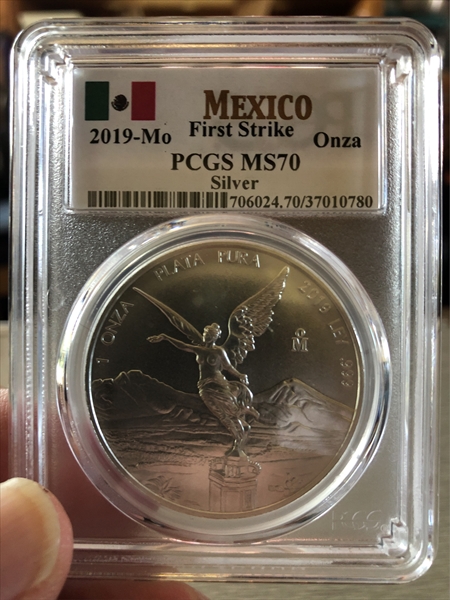 MEXICO
2019-Mo First Strike Onza
PCGS MS70
Silver
706024.70/37010780
1 ONZA PLATA PURA 2019 LEY .999
M
PCGS